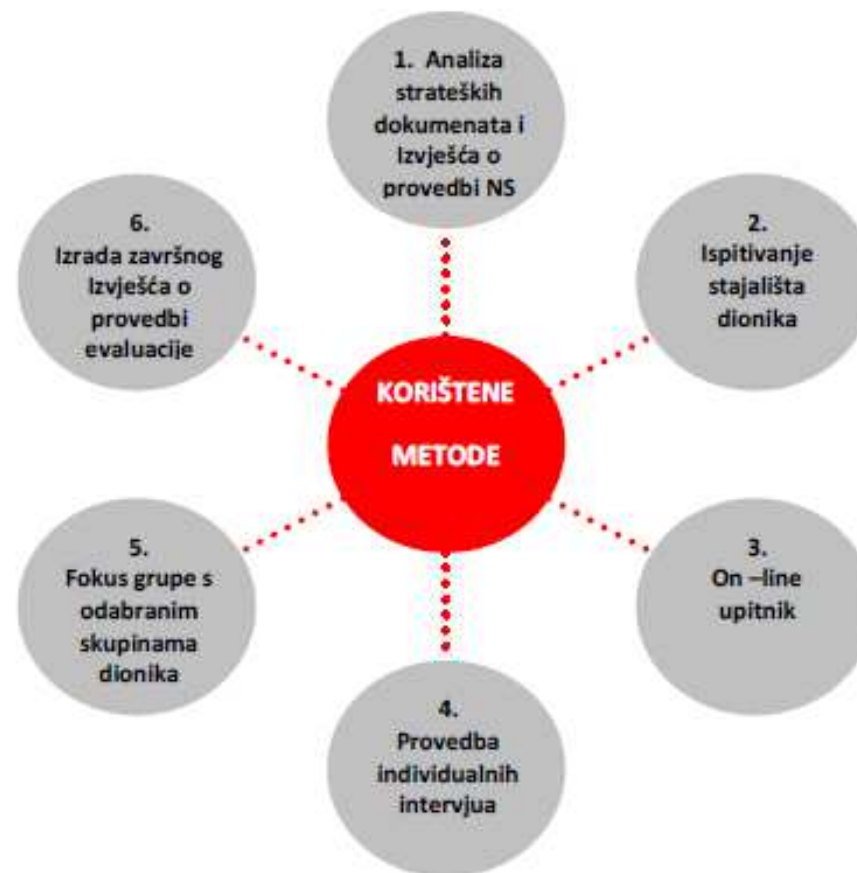 KORIŠTENE
METODE
1. Analiza
strateških
dokumenata i
Izvješća o
provedbi NS
2.
Ispitivanje
stajališta
dionika
3.
On –line
upitnik
4.
Provedba
individualnih
intervjua
5.
Fokus grupe s
odabranim
skupinama
dionika
6.
Izrada završnog
Izvješća o
provedbi
evaluacije